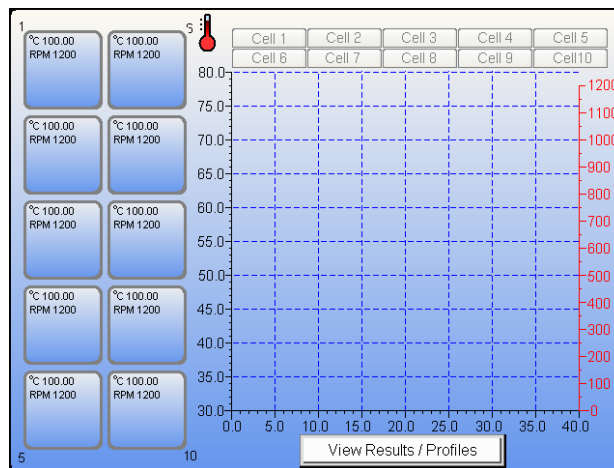 1
S
Cell 1 Cell 2 Cell 3 Cell 4 Cell 5
Cell 6 Cell 7 Cell 8 Cell 9 Cell10
°C 100.00
RPM 1200
°C 100.00
RPM 1200
°C 100.00
RPM 1200
°C 100.00
RPM 1200
°C 100.00
RPM 1200
°C 100.00
RPM 1200
°C 100.00
RPM 1200
°C 100.00
RPM 1200
°C 100.00
RPM 1200
°C 100.00
RPM 1200
5
10
80.0
75.0
70.0
65.0
60.0
55.0
50.0
45.0
40.0
35.0
30.0
1200
1100
1000
900
800
700
600
500
400
300
200
100
0
0.0 5.0 10.0 15.0 20.0 25.0 30.0 35.0 40.0
View Results / Profiles